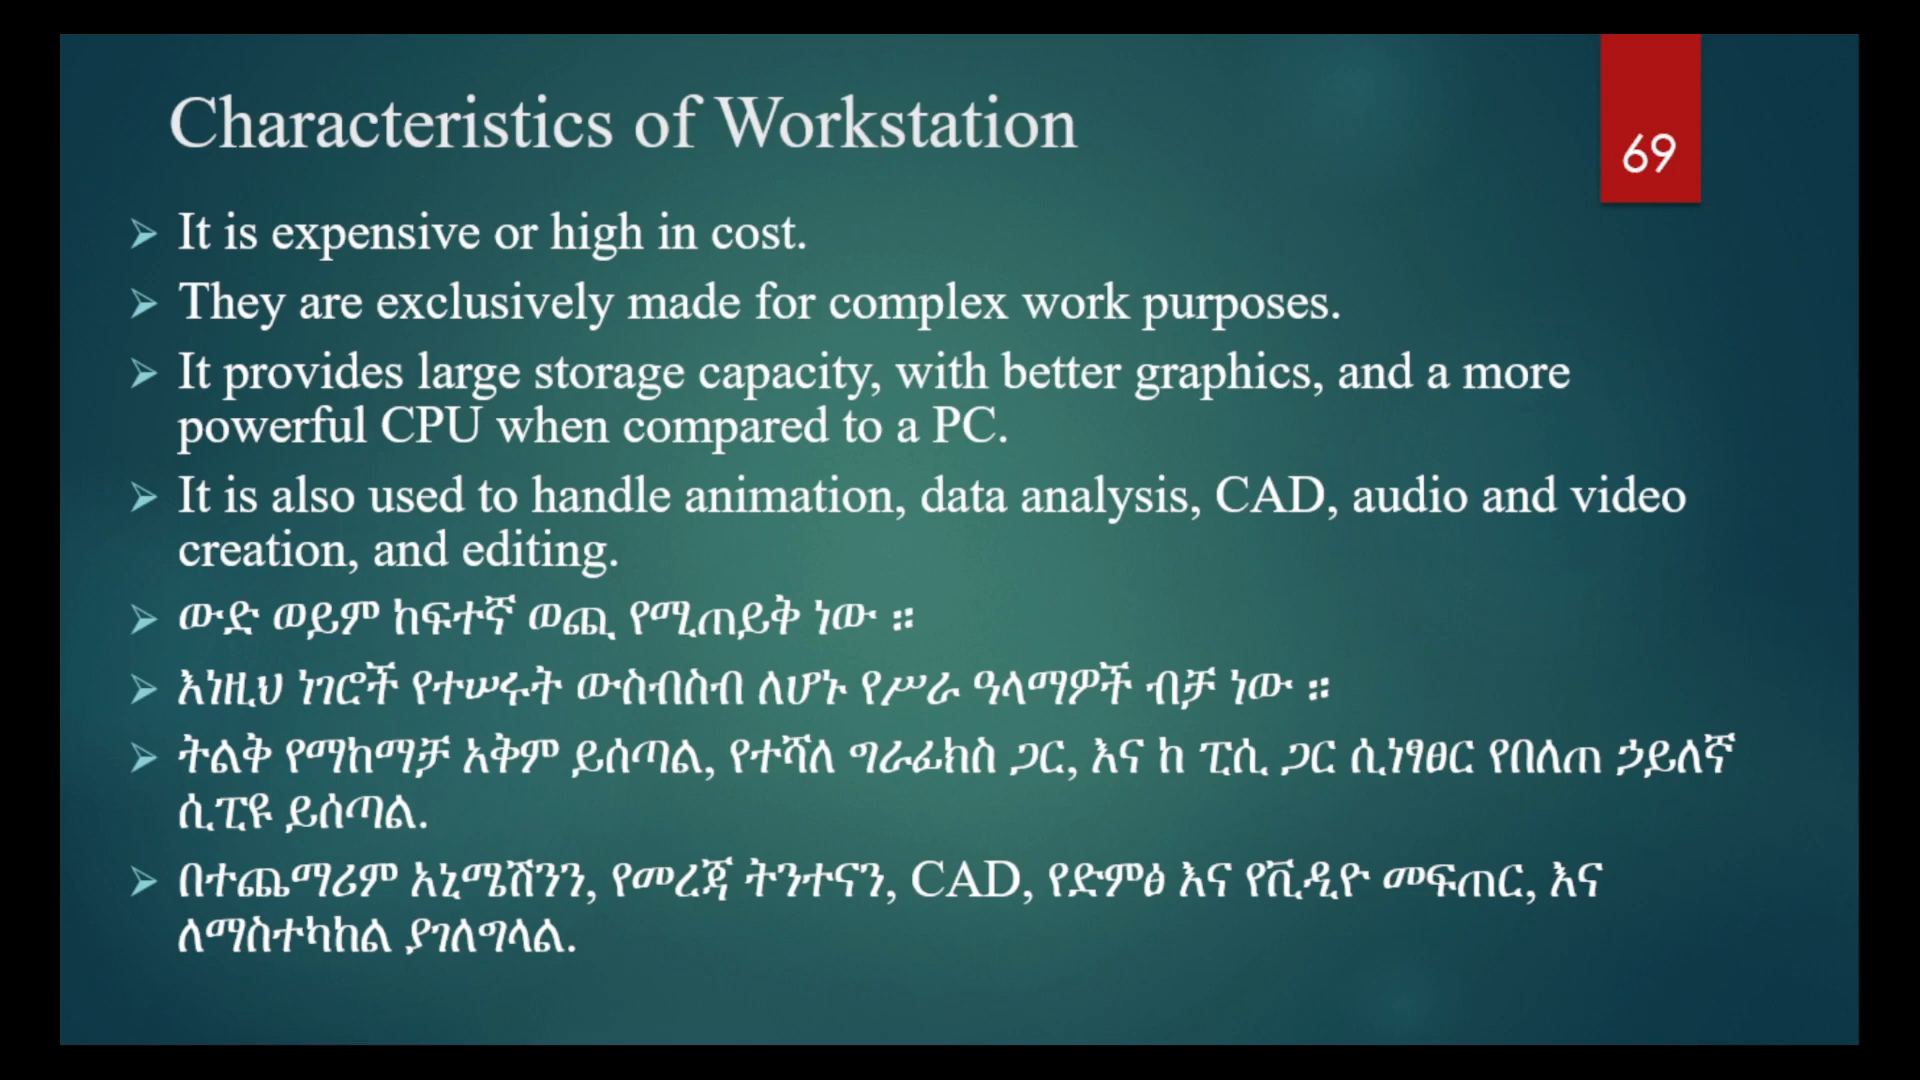 Characteristics of Workstation
69
➢ It is expensive or high in cost.
➢ They are exclusively made for complex work purposes.
➢ It provides large storage capacity, with better graphics, and a more
powerful CPU when compared to a PC.
➢ It is also used to handle animation, data analysis, CAD, audio and video
creation, and editing.
➢ ውድ ወይም ከፍተኛ ወጪ የሚጠይቅ ነው ።
➢ እነዚህ ነገሮች የተሠሩት ውስብስብ ለሆኑ የሥራ ዓላማዎች ብቻ ነው ።
➢ ትልቅ የማከማቻ አቅም ይሰጣል, የተሻለ ግራፊክስ ጋር, እና ከ ፒሲ ጋር ሲነፃፀር የበለጠ ኃይለኛ
ሲፒዩ ይሰጣል.
➢ በተጨማሪም አኒሜሽንን, የመረጃ ትንተናን, CAD, የድምፅ እና የቪዲዮ መፍጠር, እና
ለማስተካከል ያገለግላል.